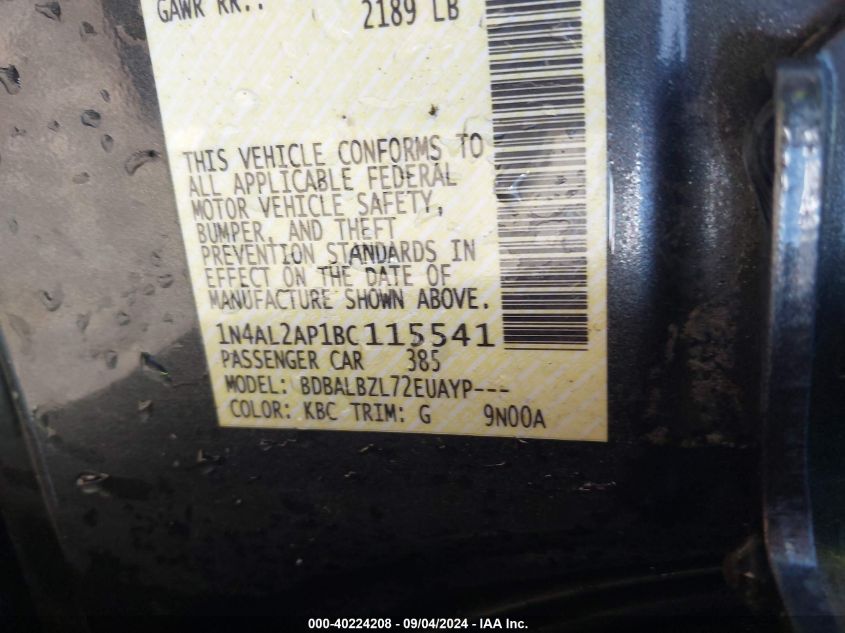 GAWR RR.: 2189 LB
THIS VEHICLE CONFORMS TO
ALL APPLICABLE FEDERAL
MOTOR VEHICLE SAFETY,
BUMPER, AND THEFT
PREVENTION STANDARDS IN
EFFECT ON THE DATE OF
MANUFACTURE SHOWN ABOVE.
1N4AL2AP1BC115541
PASSENGER CAR 385
MODEL: BDBALBZL72EUAYP---
COLOR: KBC TRIM: G 9N00A
000-40224208 - 09/04/2024 - IAA Inc.